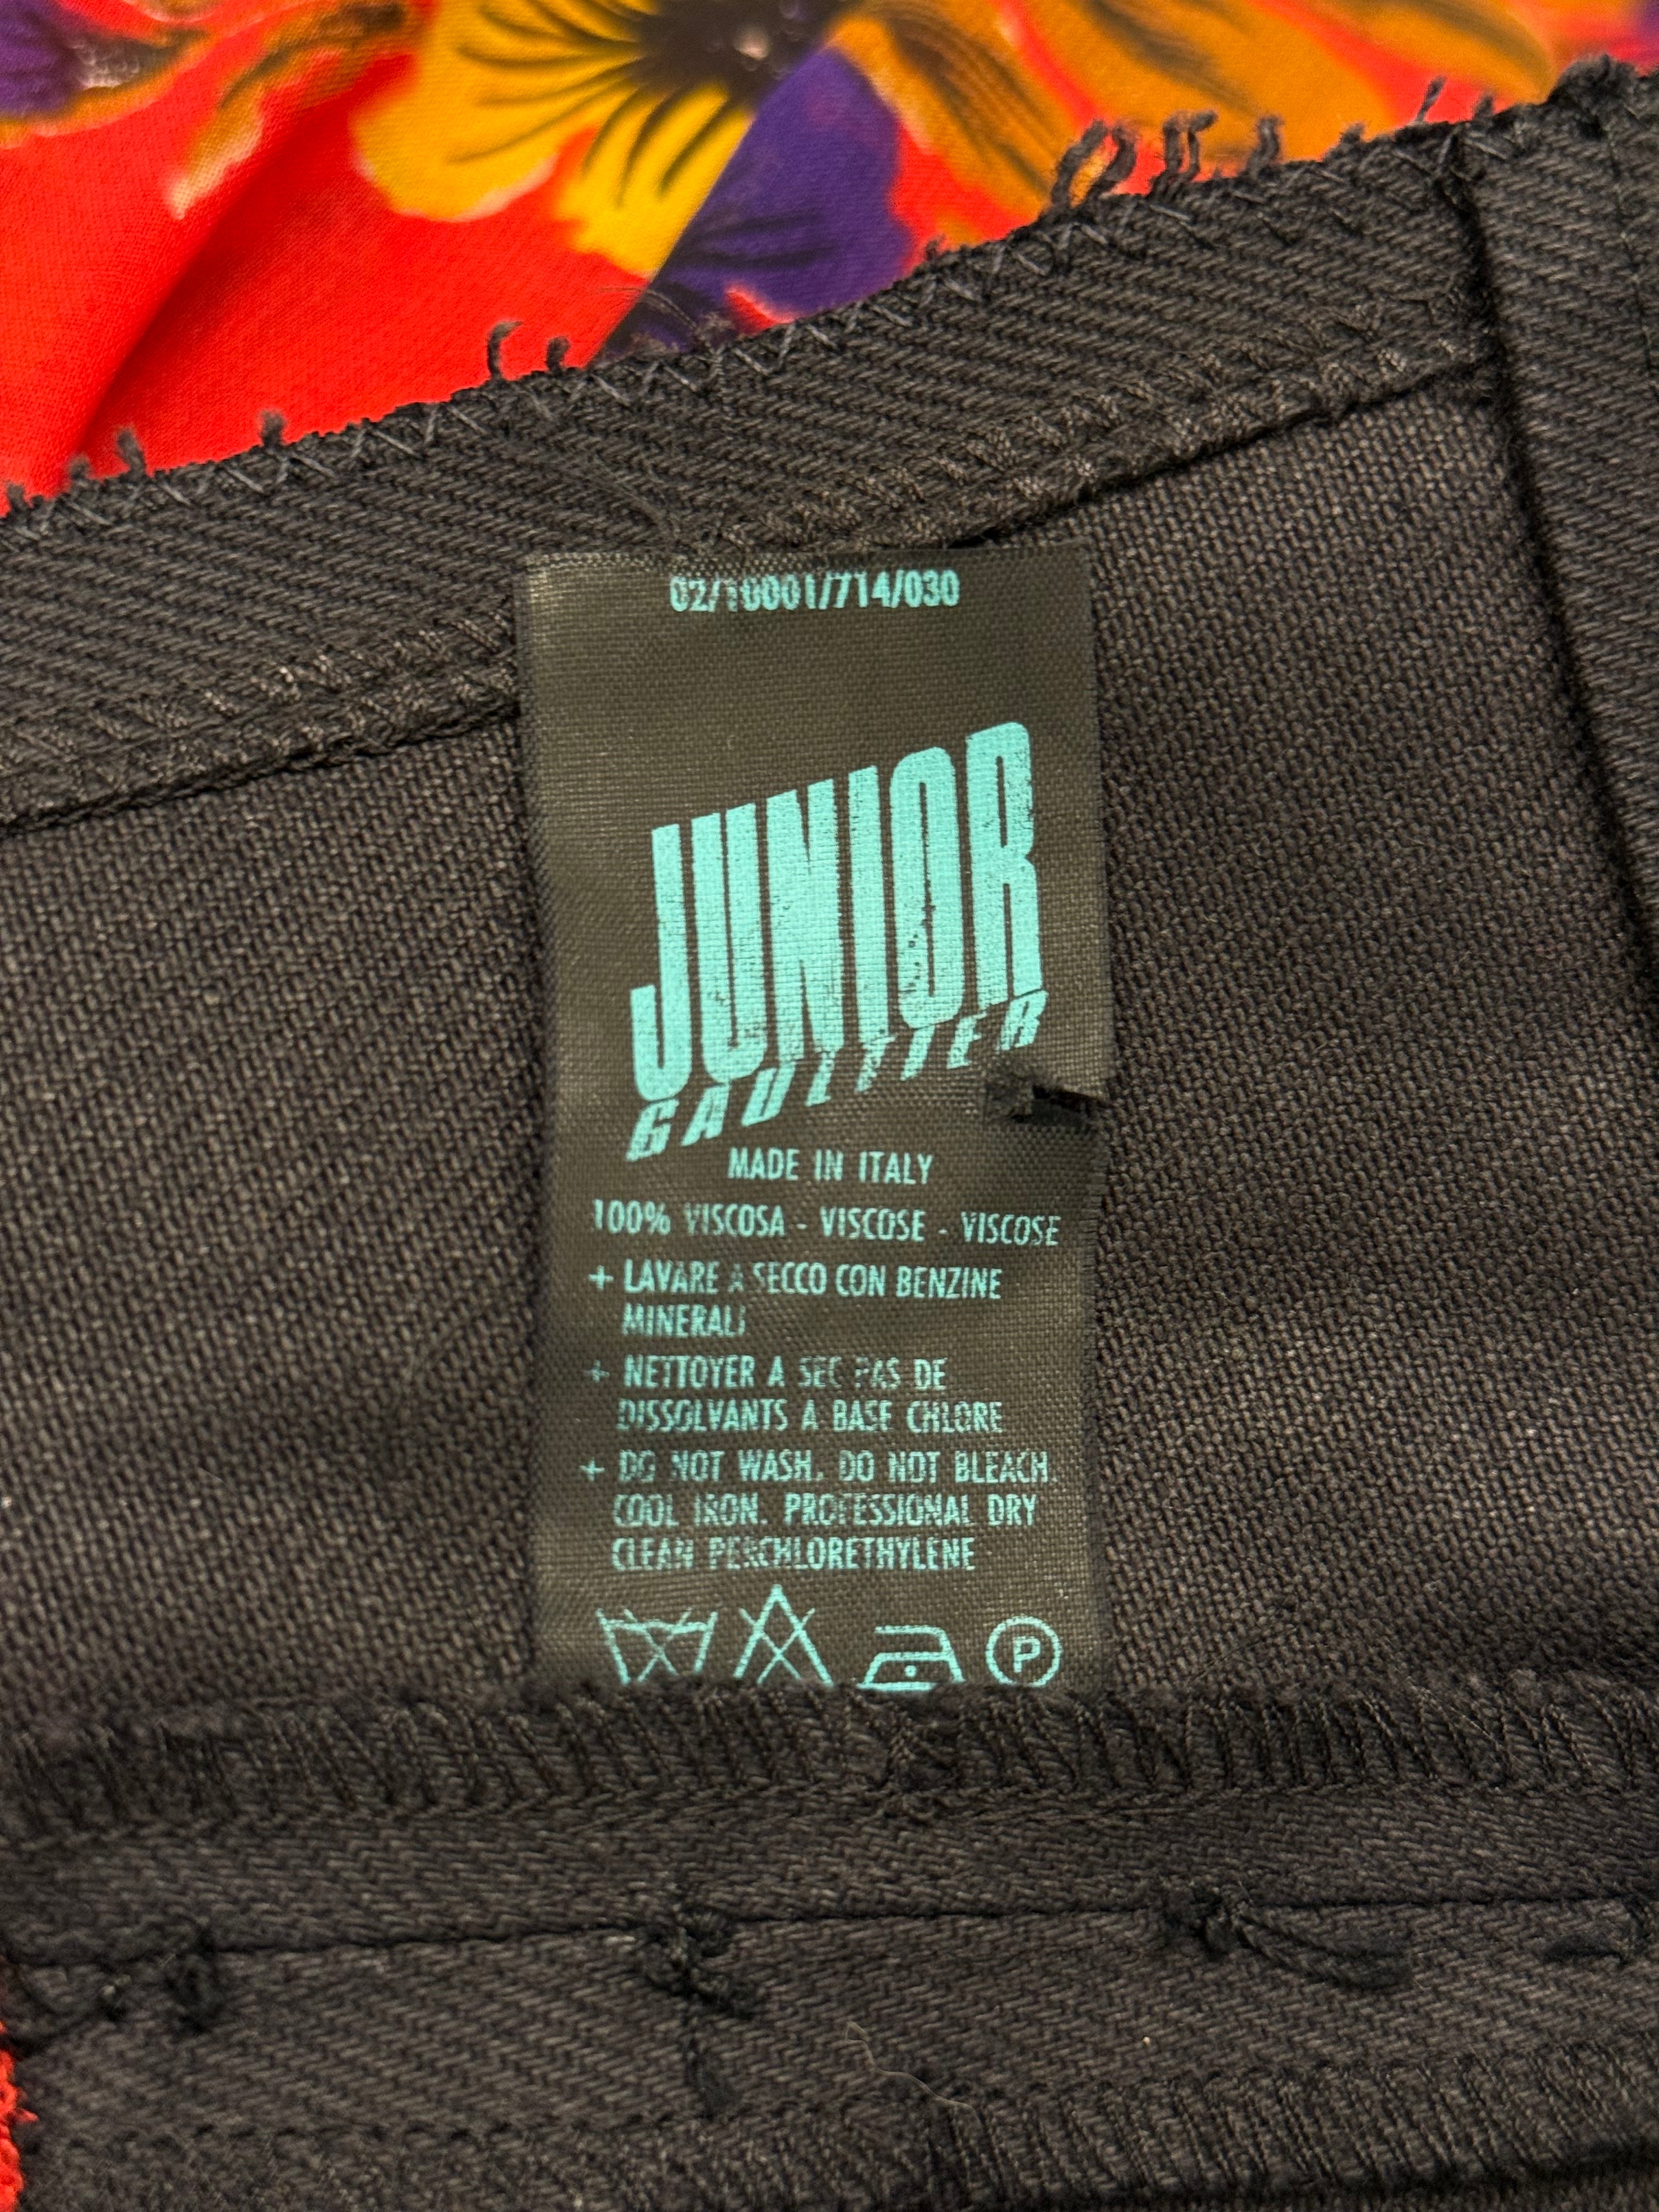 02/10001/714/030
JUNIOR
GAULTIER
MADE IN ITALY
100% VISCOSA - VISCOSE - VISCOSE
+ LAVARE A SECCO CON BENZINE
MINERALI
+ NETTOYER A SEC PAS DE
DISSOLVANTS A BASE CHLORE
+ DO NOT WASH. DO NOT BLEACH.
COOL IRON. PROFESSIONAL DRY
CLEAN PERCHLORETHYLENE
P